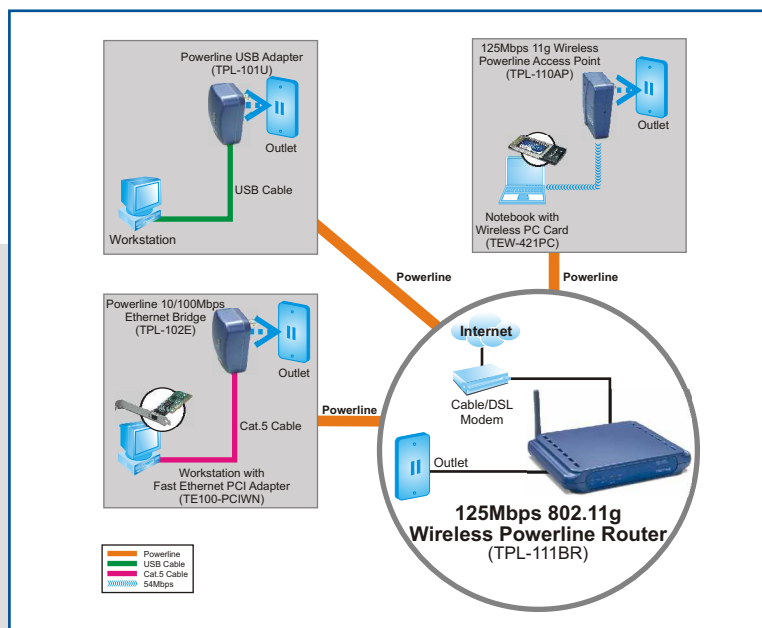 Powerline USB Adapter
(TPL-101U)
Outlet
USB Cable
Workstation
125Mbps 11g Wireless
Powerline Access Point
(TPL-110AP)
Outlet
Notebook with
Wireless PC Card
(TEW-421PC)
Powerline
Powerline
Powerline 10/100Mbps
Ethernet Bridge
(TPL-102E)
Outlet
Cat.5 Cable
Workstation with
Fast Ethernet PCI Adapter
(TE100-PCIWN)
Powerline
Internet
Cable/DSL
Modem
Outlet
125Mbps 802.11g
Wireless Powerline Router
(TPL-111BR)
Powerline
USB Cable
Cat.5 Cable
54Mbps